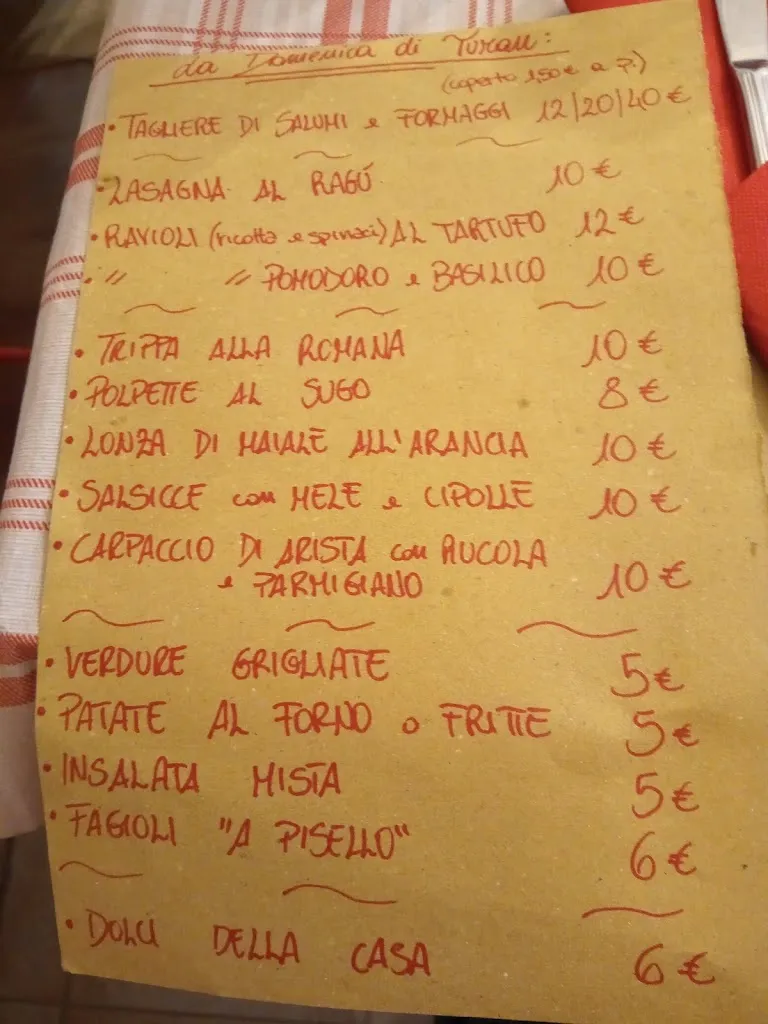 da Domenica di Tuscan:
(coperto 1,50€ a P.)
• TAGLIERE DI SALUMI e FORMAGGI 12/20/40 €
• LASAGNA AL RAGÚ 10 €
• RAVIOLI (ricotta e spinaci) AL TARTUFO 12 €
• " " POMODORO e BASILICO 10 €
• TRIPPA ALLA ROMANA 10 €
• POLPETTE AL SUGO 8 €
• LONZA DI MAIALE ALL'ARANCIA 10 €
• SALSICCE con MELE e CIPOLLE 10 €
• CARPACCIO DI ARISTA con RUCOLA
e PARMIGIANO 10 €
• VERDURE GRIGLIATE 5 €
• PATATE AL FORNO o FRITTE 5 €
• INSALATA MISTA 5 €
• FAGIOLI "A PISELLO" 6 €
• DOLCI DELLA CASA 6 €